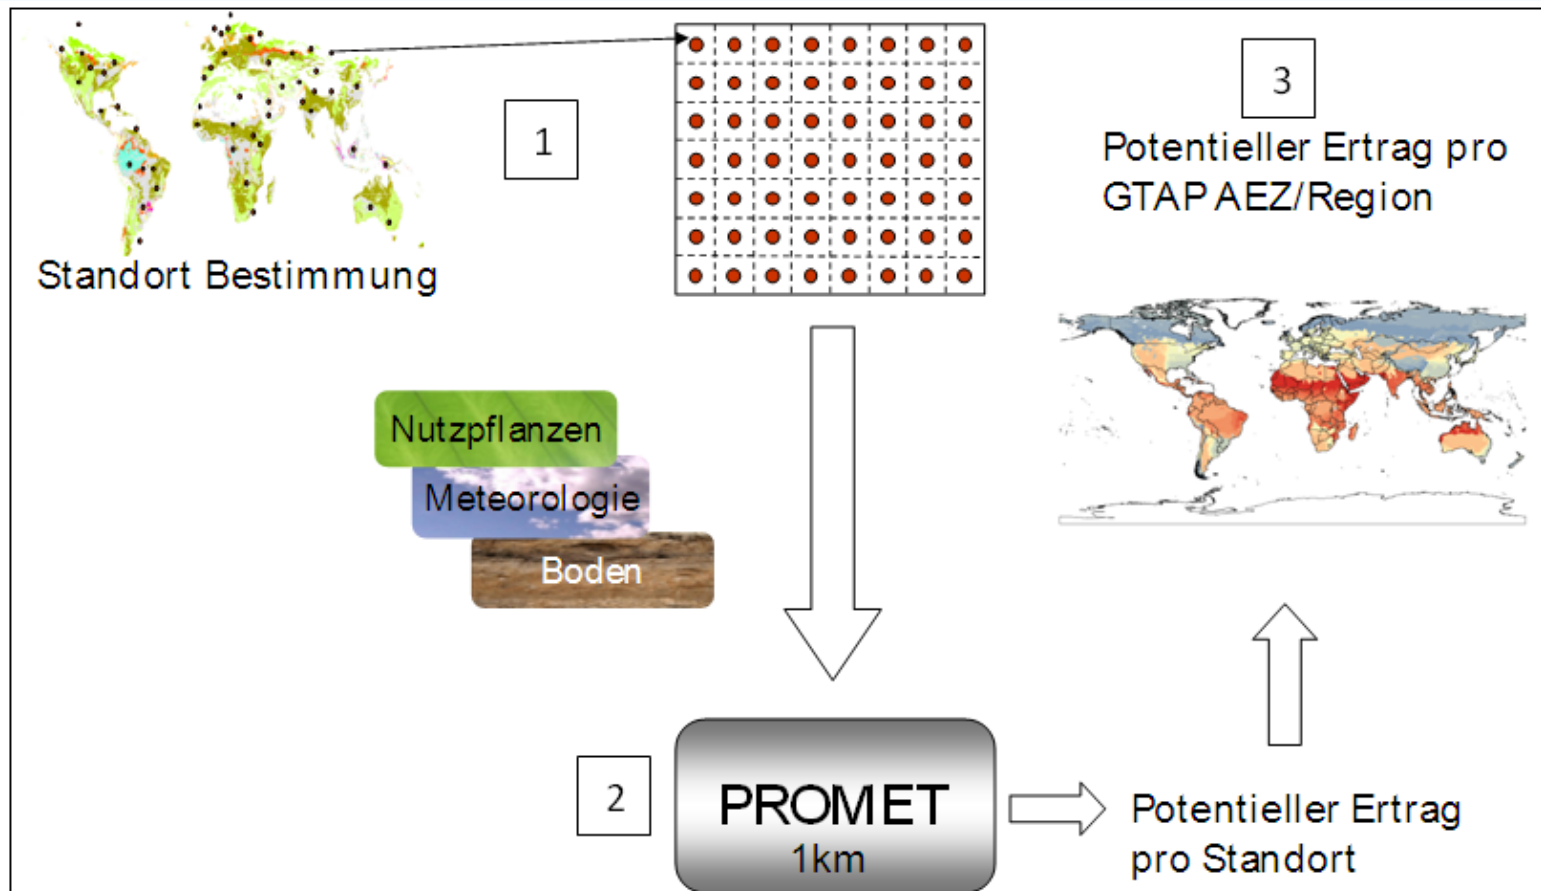 1
Standort Bestimmung
3
Potentieller Ertrag pro
GTAP AEZ/Region
Nutzpflanzen
Meteorologie
Boden
2
PROMET
1km
Potentieller Ertrag
pro Standort